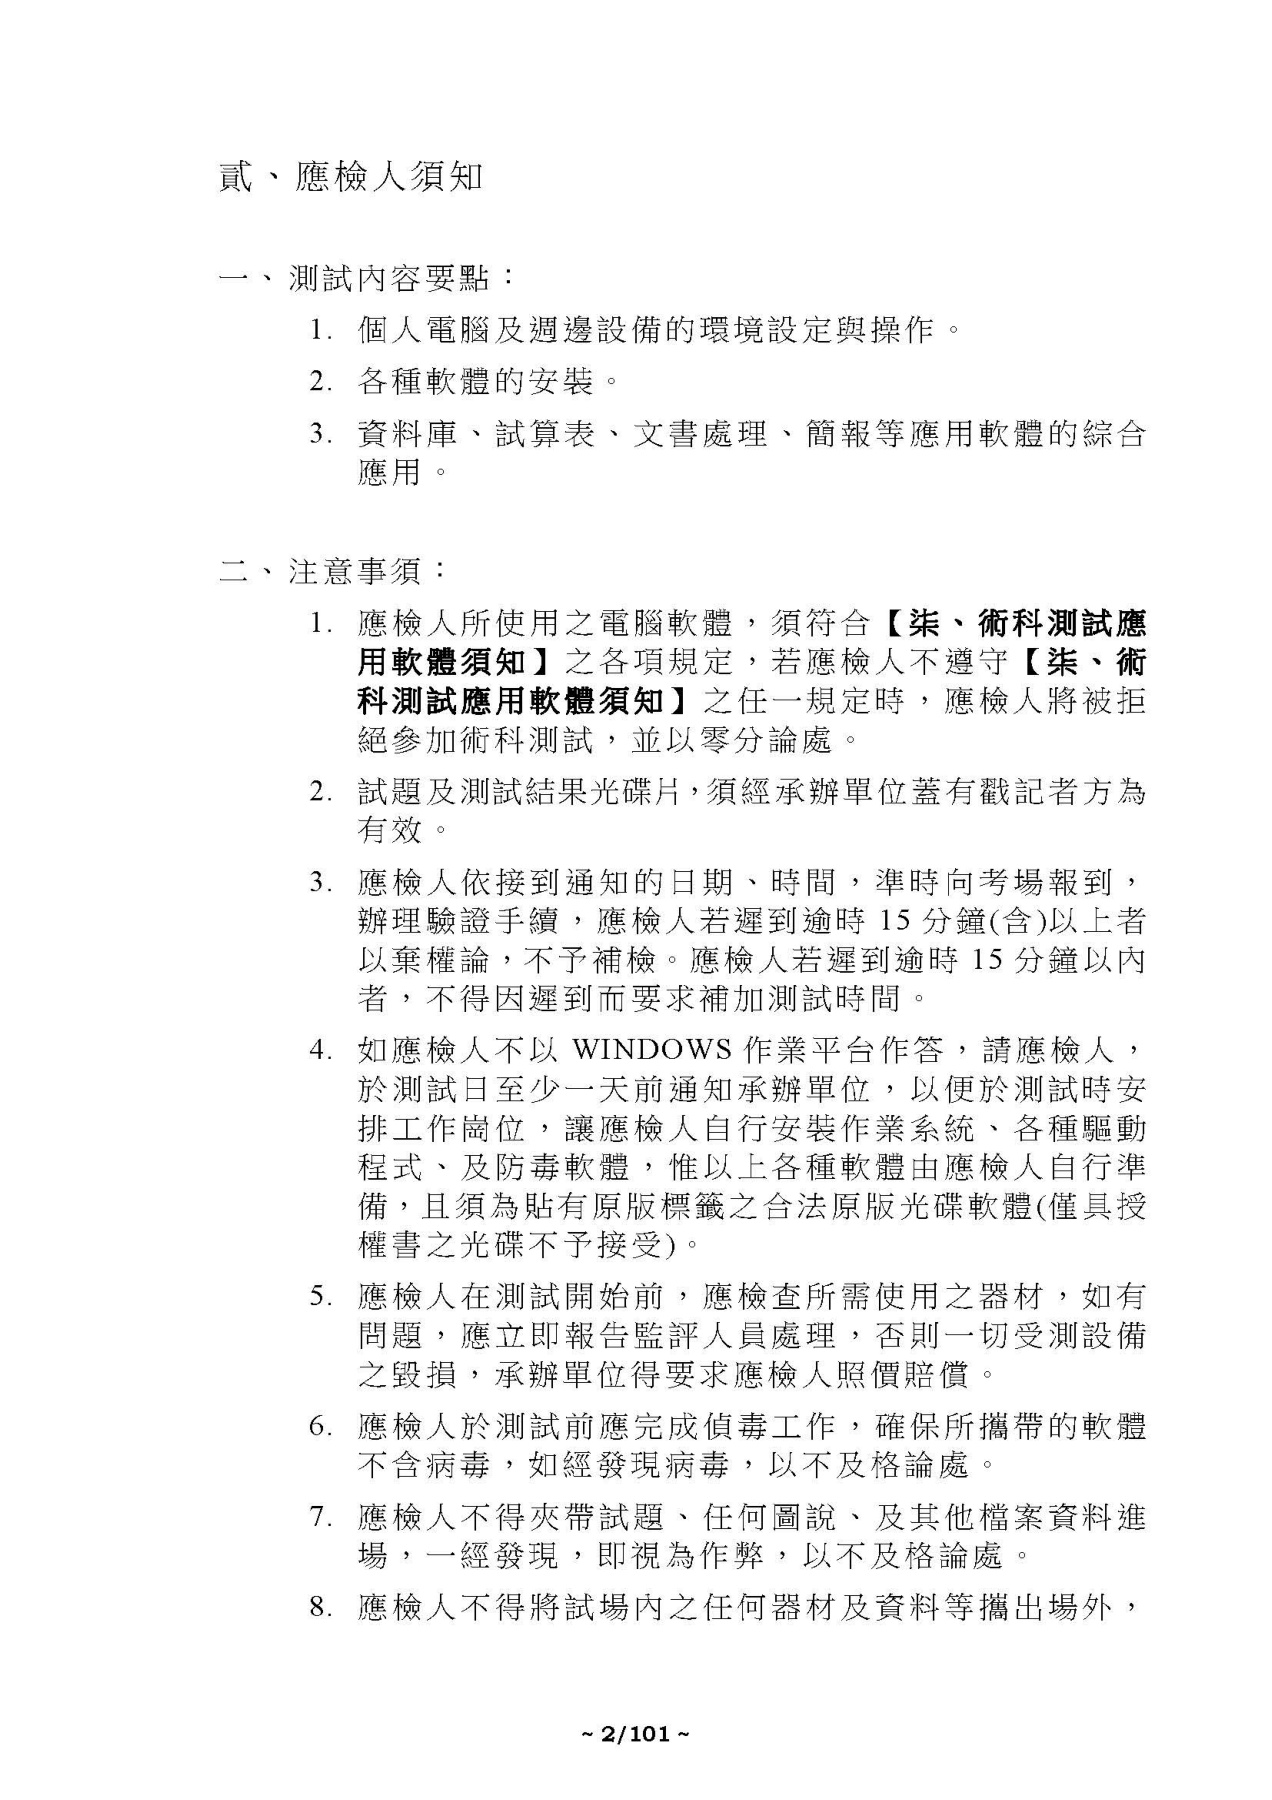 貳、應檢人須知
一、測試內容要點：
1. 個人電腦及週邊設備的環境設定與操作。
2. 各種軟體的安裝。
3. 資料庫、試算表、文書處理、簡報等應用軟體的綜合
應用。
二、注意事須：
1. 應檢人所使用之電腦軟體，須符合【柒、術科測試應
用軟體須知】之各項規定，若應檢人不遵守【柒、術
科測試應用軟體須知】之任一規定時，應檢人將被拒
絕參加術科測試，並以零分論處。
2. 試題及測試結果光碟片，須經承辦單位蓋有戳記者方為
有效。
3. 應檢人依接到通知的日期、時間，準時向考場報到，
辦理驗證手續，應檢人若遲到逾時 15 分鐘(含)以上者
以棄權論，不予補檢。應檢人若遲到逾時 15 分鐘以內
者，不得因遲到而要求補加測試時間。
4. 如應檢人不以 WINDOWS 作業平台作答，請應檢人，
於測試日至少一天前通知承辦單位，以便於測試時安
排工作崗位，讓應檢人自行安裝作業系統、各種驅動
程式、及防毒軟體，惟以上各種軟體由應檢人自行準
備，且須為貼有原版標籤之合法原版光碟軟體(僅具授
權書之光碟不予接受)。
5. 應檢人在測試開始前，應檢查所需使用之器材，如有
問題，應立即報告監評人員處理，否則一切受測設備
之毀損，承辦單位得要求應檢人照價賠償。
6. 應檢人於測試前應完成偵毒工作，確保所攜帶的軟體
不含病毒，如經發現病毒，以不及格論處。
7. 應檢人不得夾帶試題、任何圖說、及其他檔案資料進
場，一經發現，即視為作弊，以不及格論處。
8. 應檢人不得將試場內之任何器材及資料等攜出場外，
~ 2/101 ~